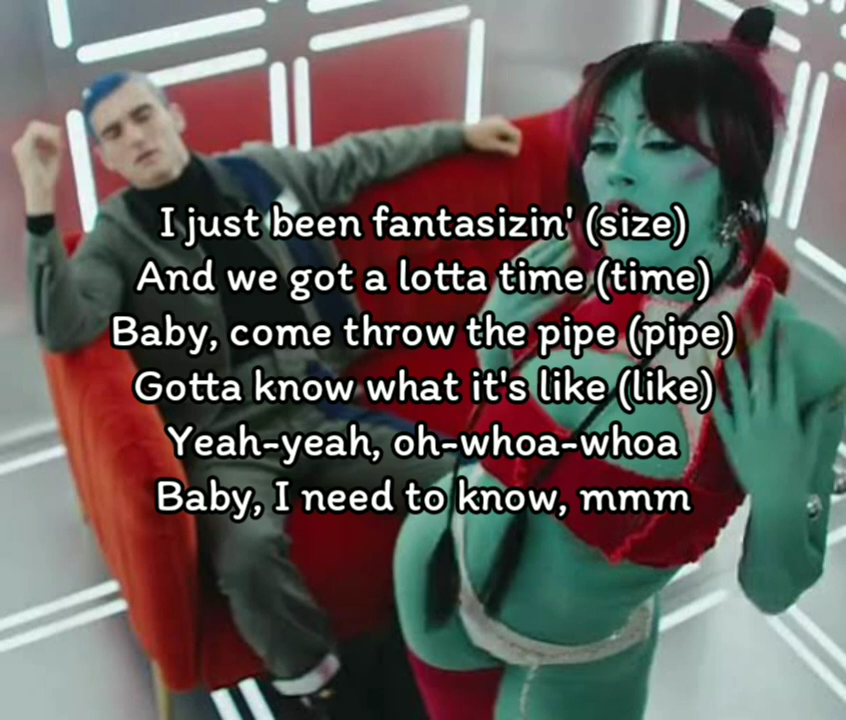 I just been fantasizin' (size)
And we got a lotta time (time)
Baby, come throw the pipe (pipe)
Gotta know what it's like (like)
Yeah-yeah, oh-whoa-whoa
Baby, I need to know, mmm